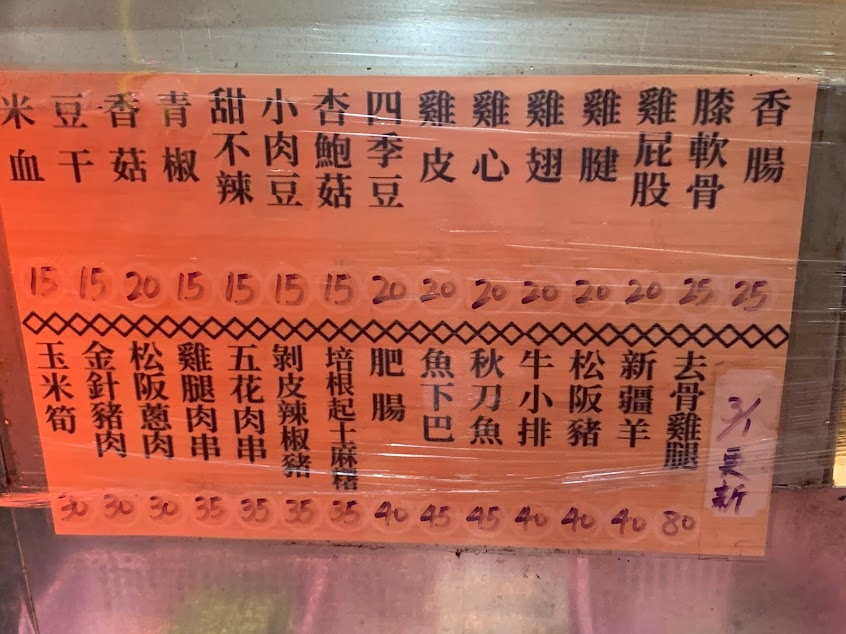 香腸 25
膝軟骨 25
雞屁股 20
雞腱 20
雞翅 20
雞心 20
雞皮 20
四季豆 20
杏鮑菇 15
小肉豆 15
甜不辣 15
青椒 15
香菇 20
豆干 15
米血 15
3/1更新
去骨雞腿 80
新疆羊 40
松阪豬 40
牛小排 40
秋刀魚 45
魚下巴 45
肥腸 40
培根起士麻糬 35
剝皮辣椒豬 35
五花肉串 35
雞腿肉串 35
松阪蔥肉 30
金針豬肉 30
玉米筍 30